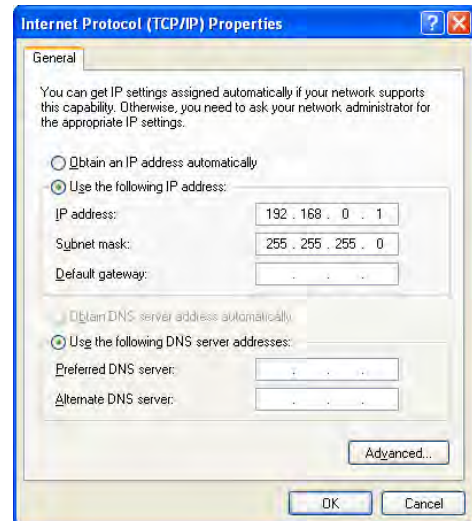 Internet Protocol (TCP/IP) Properties
General
You can get IP settings assigned automatically if your network supports
this capability. Otherwise, you need to ask your network administrator for
the appropriate IP settings.
Obtain an IP address automatically
Use the following IP address:
IP address: 192 . 168 . 0 . 1
Subnet mask: 255 . 255 . 255 . 0
Default gateway: . . .
Obtain DNS server address automatically
Use the following DNS server addresses:
Preferred DNS server: . . .
Alternate DNS server: . . .
Advanced...
OK Cancel